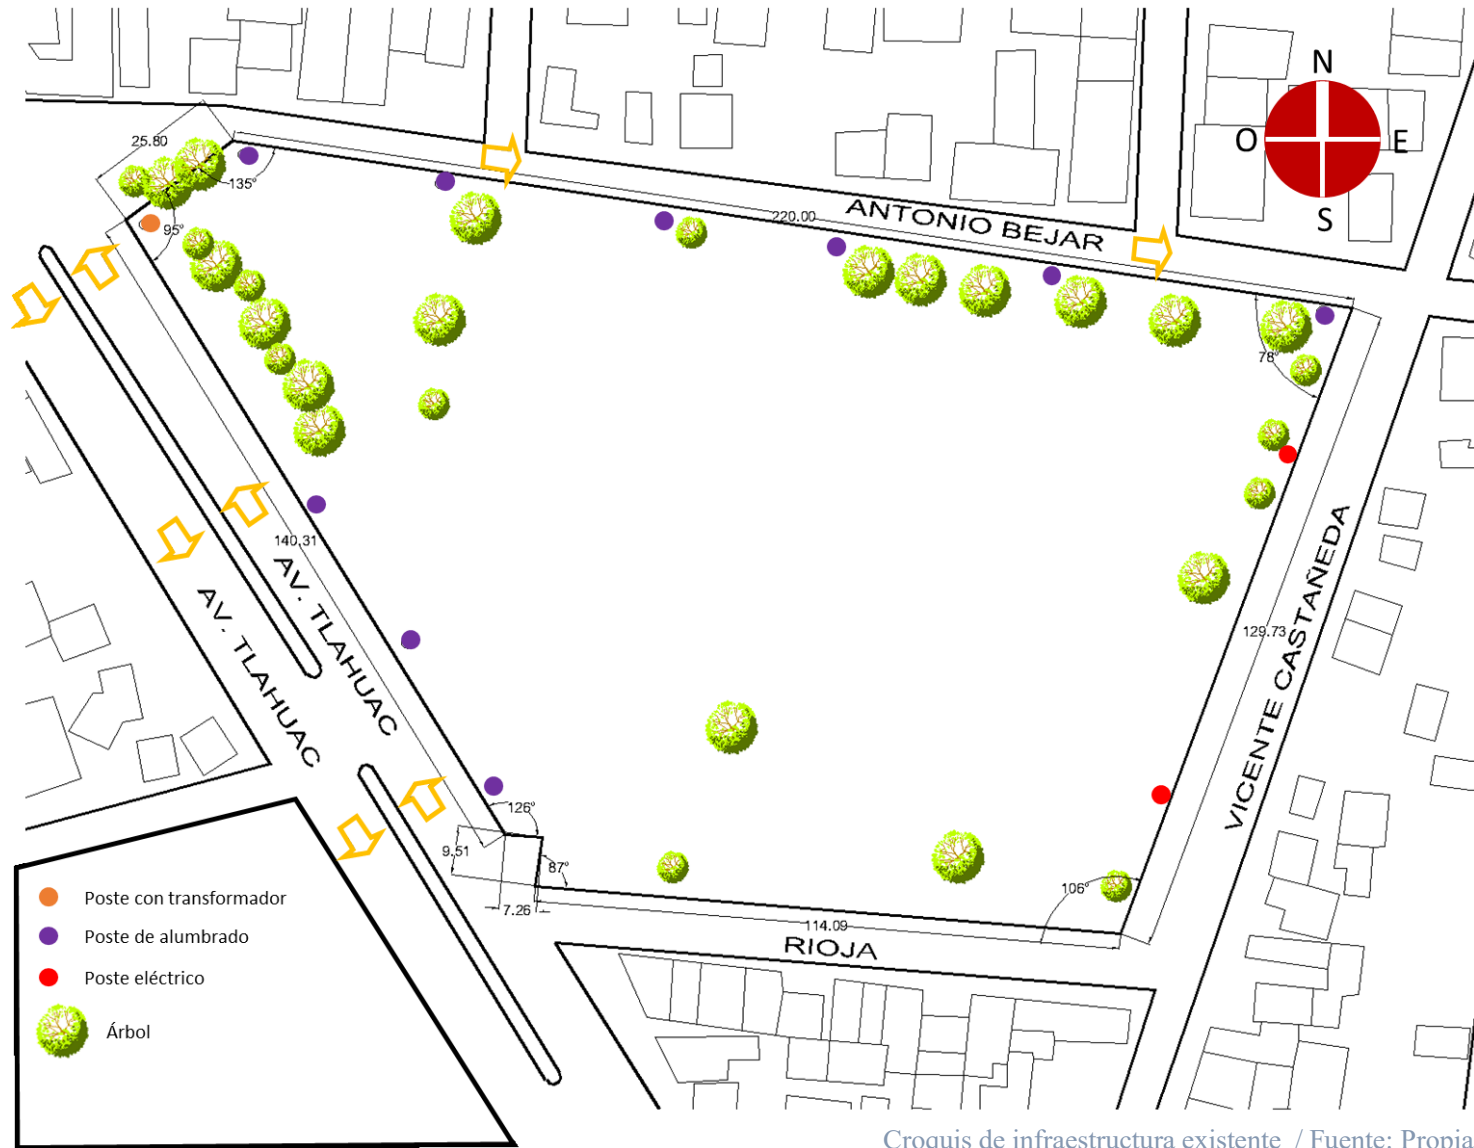 N
O
E
S
25.80
135°
95°
220.00
ANTONIO BEJAR
78°
140.31
AV. TLAHUAC
AV. TLAHUAC
129.73
VICENTE CASTAÑEDA
126°
9.51
87°
7.26
106°
114.09
RIOJA
Poste con transformador
Poste de alumbrado
Poste eléctrico
Árbol
Croquis de infraestructura existente / Fuente: Propia